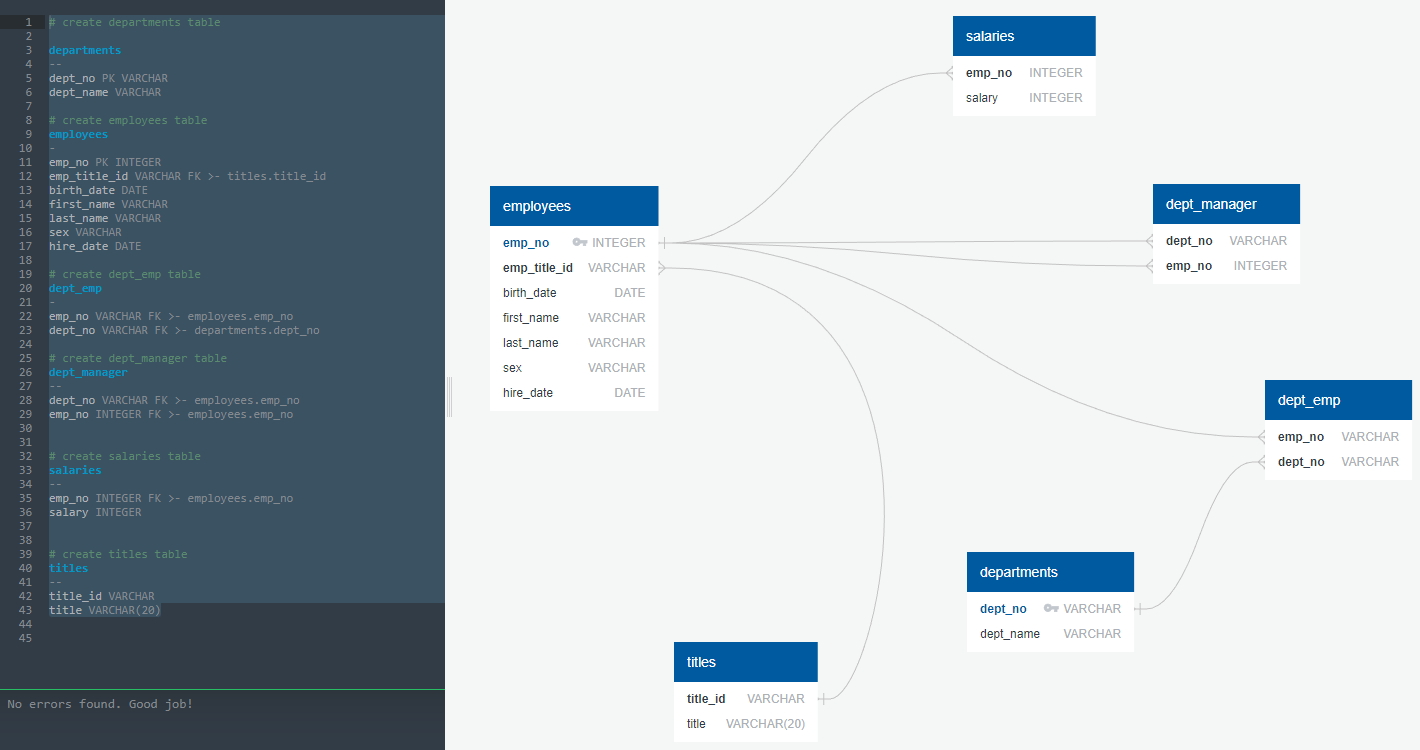 1 # create departments table
2
3 departments
4 --
5 dept_no PK VARCHAR
6 dept_name VARCHAR
7
8 # create employees table
9 employees
10 -
11 emp_no PK INTEGER
12 emp_title_id VARCHAR FK >- titles.title_id
13 birth_date DATE
14 first_name VARCHAR
15 last_name VARCHAR
16 sex VARCHAR
17 hire_date DATE
18
19 # create dept_emp table
20 dept_emp
21 -
22 emp_no VARCHAR FK >- employees.emp_no
23 dept_no VARCHAR FK >- departments.dept_no
24
25 # create dept_manager table
26 dept_manager
27 --
28 dept_no VARCHAR FK >- employees.emp_no
29 emp_no INTEGER FK >- employees.emp_no
30
31
32 # create salaries table
33 salaries
34 --
35 emp_no INTEGER FK >- employees.emp_no
36 salary INTEGER
37
38
39 # create titles table
40 titles
41 --
42 title_id VARCHAR
43 title VARCHAR(20)
44
45
No errors found. Good job!
salaries
emp_no INTEGER
salary INTEGER
employees
emp_no INTEGER
emp_title_id VARCHAR
birth_date DATE
first_name VARCHAR
last_name VARCHAR
sex VARCHAR
hire_date DATE
dept_manager
dept_no VARCHAR
emp_no INTEGER
dept_emp
emp_no VARCHAR
dept_no VARCHAR
departments
dept_no VARCHAR
dept_name VARCHAR
titles
title_id VARCHAR
title VARCHAR(20)